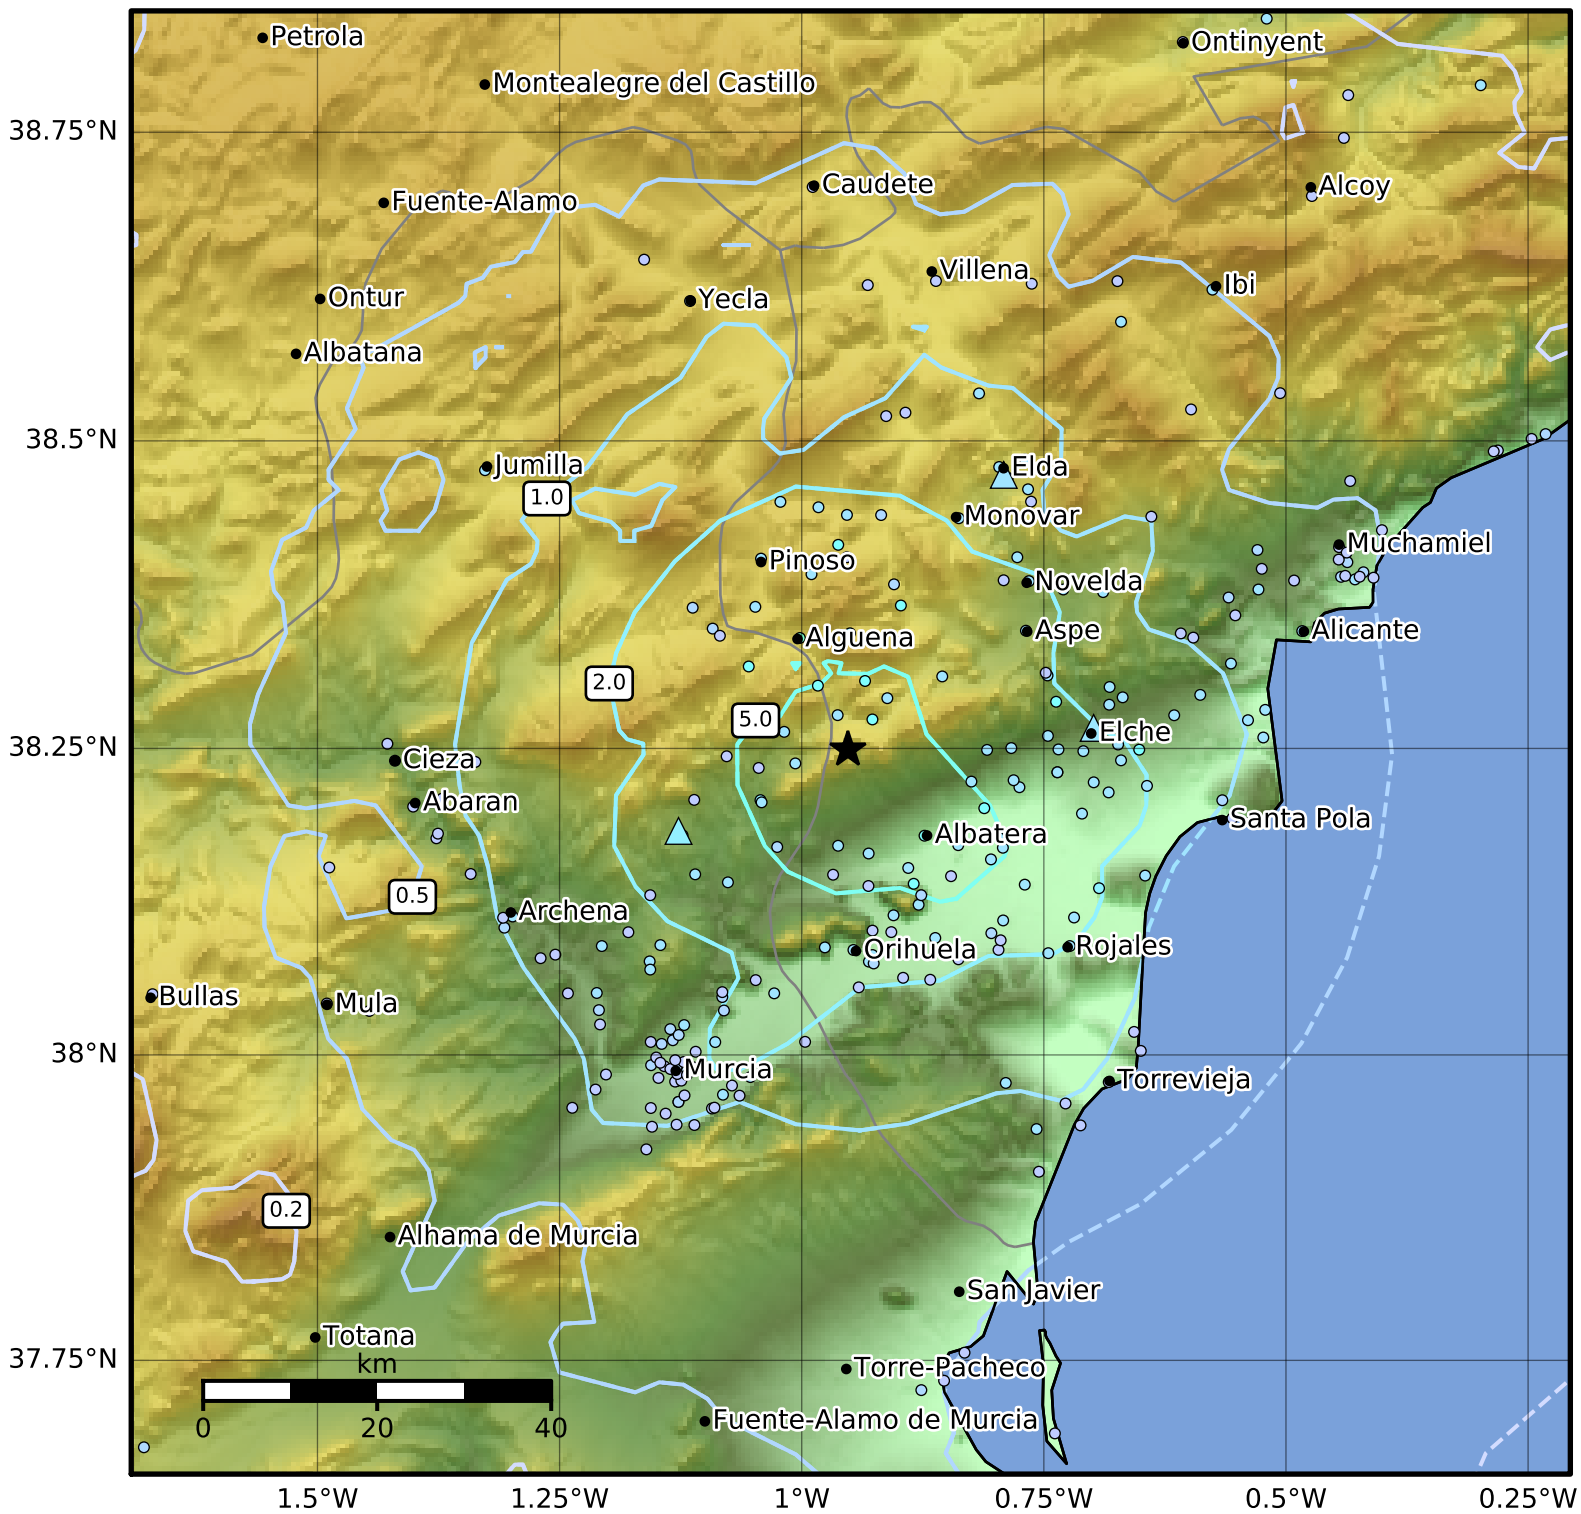 Petrola
Ontinyent
Montealegre del Castillo
38.75°N
Caudete
Alcoy
Fuente-Alamo
Villena
Ibi
Ontur
Yecla
Albatana
38.5°N
Jumilla
Elda
1.0
Monovar
Muchamiel
Pinoso
Novelda
Aspe
Alicante
Alguena
2.0
5.0
Elche
38.25°N
Cieza
Abaran
Santa Pola
Albatera
0.5
Archena
Orihuela
Rojales
Bullas
Mula
38°N
Murcia
Torrevieja
0.2
Alhama de Murcia
San Javier
Totana
37.75°N
km
Torre-Pacheco
0
20
40
Fuente-Alamo de Murcia
1.5°W
1.25°W
1°W
0.75°W
0.5°W
0.25°W